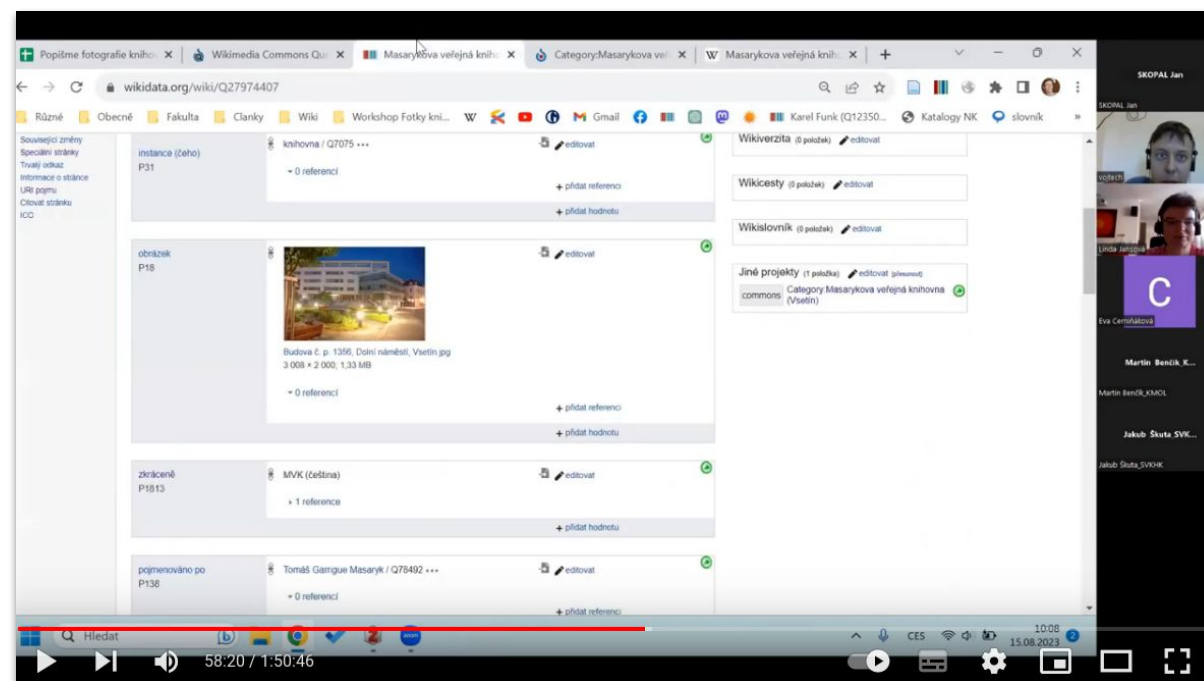 Popišme fotografie kniho
Wikimedia Commons Que
Masarykova veřejná kniho
Category:Masarykova veř
Masarykova veřejná knih
wikidata.org/wiki/Q27974407
Různé
Obecně
Fakulta
Clanky
Wiki
Workshop Fotky kni...
Gmail
Karel Funk (Q12350...
Katalogy NK
slovník
»
Související změny
Speciální stránky
Trvalý odkaz
Informace o stránce
URI pojmu
Citovat stránku
ICC
instance (čeho)
P31
knihovna / Q7075
editovat
0 referencí
přidat referenci
přidat hodnotu
obrázek
P18
editovat
Budova č. p. 1356, Dolní náměstí, Vsetín.jpg
3 008 × 2 000; 1,33 MB
0 referencí
přidat referenci
přidat hodnotu
zkráceně
P1813
MVK (čeština)
editovat
1 reference
přidat hodnotu
pojmenováno po
P138
Tomáš Garrigue Masaryk / Q78492
editovat
0 referencí
přidat referenci
Wikiverzita (0 položek) editovat
Wikicesty (0 položek) editovat
Wikislovník (0 položek) editovat
Jiné projekty (1 položka) editovat
commons Category:Masarykova veřejná knihovna
(Vsetín)
SKOPAL Jan
SKOPAL Jan
vojtech
Linda Jansová
C
Eva Cerniňáková
Martin Benčík_K...
Martin Benčík_KMOL
Jakub Škuta_SVK...
Jakub Škuta_SVKHK
Hledat
CES
10:08
15.08.2023
2
58:20 / 1:50:46